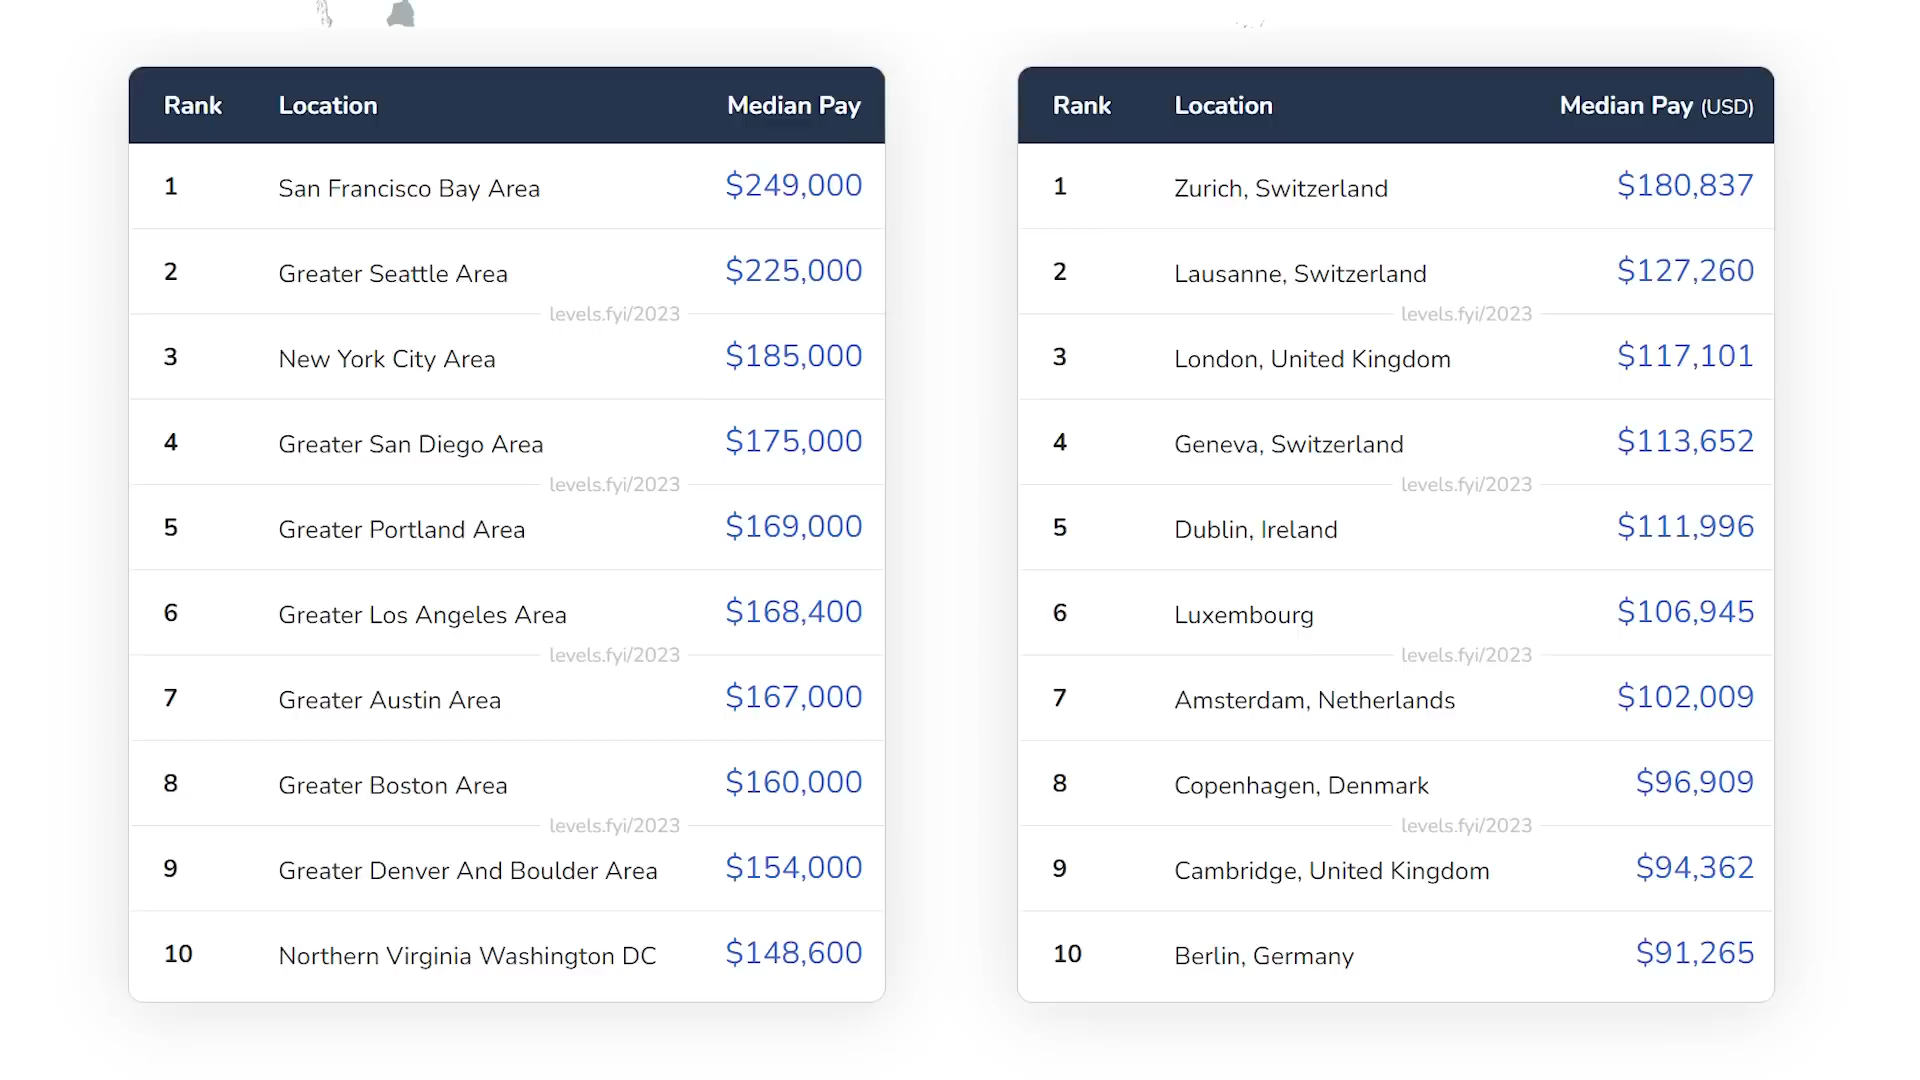 Rank Location Median Pay
1 San Francisco Bay Area $249,000
2 Greater Seattle Area $225,000
levels.fyi/2023
3 New York City Area $185,000
4 Greater San Diego Area $175,000
levels.fyi/2023
5 Greater Portland Area $169,000
6 Greater Los Angeles Area $168,400
levels.fyi/2023
7 Greater Austin Area $167,000
8 Greater Boston Area $160,000
levels.fyi/2023
9 Greater Denver And Boulder Area $154,000
10 Northern Virginia Washington DC $148,600
Rank Location Median Pay (USD)
1 Zurich, Switzerland $180,837
2 Lausanne, Switzerland $127,260
levels.fyi/2023
3 London, United Kingdom $117,101
4 Geneva, Switzerland $113,652
levels.fyi/2023
5 Dublin, Ireland $111,996
6 Luxembourg $106,945
levels.fyi/2023
7 Amsterdam, Netherlands $102,009
8 Copenhagen, Denmark $96,909
levels.fyi/2023
9 Cambridge, United Kingdom $94,362
10 Berlin, Germany $91,265